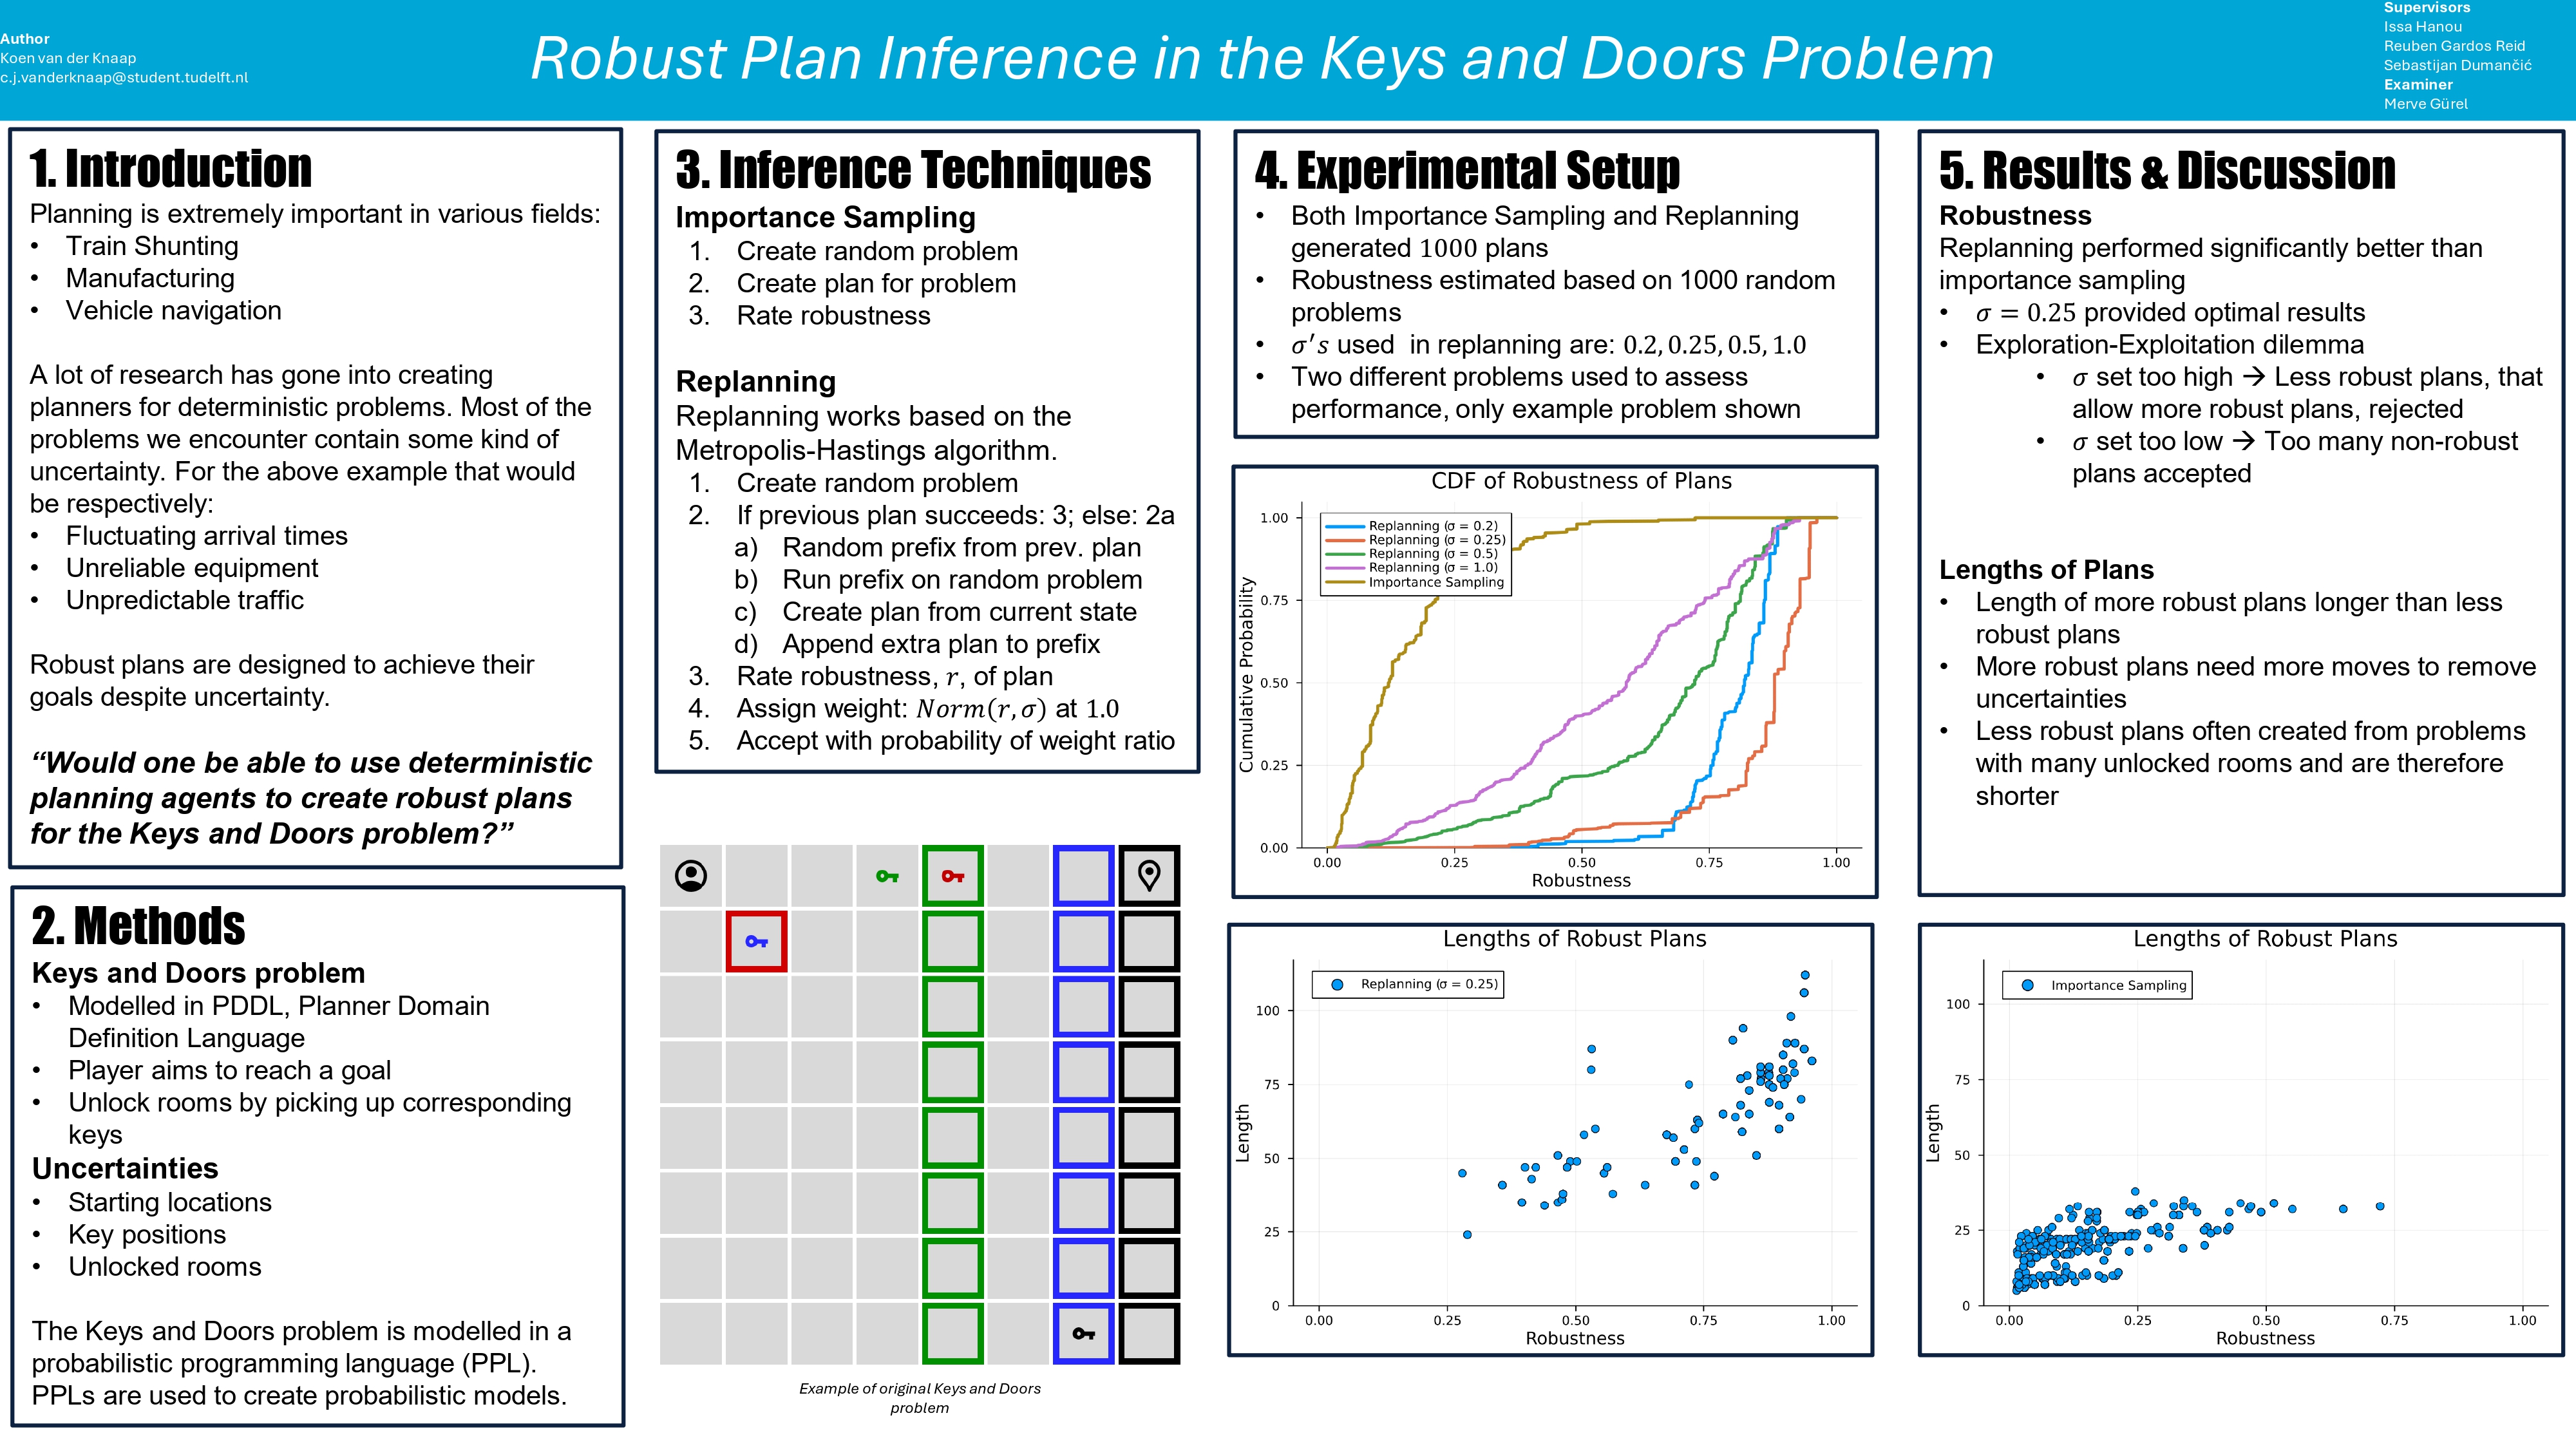 Author
Koen van der Knaap
c.j.vanderknaap@student.tudelft.nl
Robust Plan Inference in the Keys and Doors Problem
Supervisors
Issa Hanou
Reuben Gardos Reid
Sebastijan Dumančić
Examiner
Merve Gürel
1. Introduction
Planning is extremely important in various fields:
• Train Shunting
• Manufacturing
• Vehicle navigation
A lot of research has gone into creating
planners for deterministic problems. Most of the
problems we encounter contain some kind of
uncertainty. For the above example that would
be respectively:
• Fluctuating arrival times
• Unreliable equipment
• Unpredictable traffic
Robust plans are designed to achieve their
goals despite uncertainty.
“Would one be able to use deterministic
planning agents to create robust plans
for the Keys and Doors problem?”
2. Methods
Keys and Doors problem
• Modelled in PDDL, Planner Domain
Definition Language
• Player aims to reach a goal
• Unlock rooms by picking up corresponding
keys
Uncertainties
• Starting locations
• Key positions
• Unlocked rooms
The Keys and Doors problem is modelled in a
probabilistic programming language (PPL).
PPLs are used to create probabilistic models.
3. Inference Techniques
Importance Sampling
1. Create random problem
2. Create plan for problem
3. Rate robustness
Replanning
Replanning works based on the
Metropolis-Hastings algorithm.
1. Create random problem
2. If previous plan succeeds: 3; else: 2a
a) Random prefix from prev. plan
b) Run prefix on random problem
c) Create plan from current state
d) Append extra plan to prefix
3. Rate robustness, r, of plan
4. Assign weight: Norm(r, σ) at 1.0
5. Accept with probability of weight ratio
Example of original Keys and Doors
problem
4. Experimental Setup
• Both Importance Sampling and Replanning
generated 1000 plans
• Robustness estimated based on 1000 random
problems
• σ′s used in replanning are: 0.2, 0.25, 0.5, 1.0
• Two different problems used to assess
performance, only example problem shown
CDF of Robustness of Plans
Replanning (σ = 0.2)
Replanning (σ = 0.25)
Replanning (σ = 0.5)
Replanning (σ = 1.0)
Importance Sampling
Cumulative Probability
1.00
0.75
0.50
0.25
0.00
0.00 0.25 0.50 0.75 1.00
Robustness
Lengths of Robust Plans
Replanning (σ = 0.25)
Length
100
75
50
25
0
0.00 0.25 0.50 0.75 1.00
Robustness
5. Results & Discussion
Robustness
Replanning performed significantly better than
importance sampling
• σ = 0.25 provided optimal results
• Exploration-Exploitation dilemma
• σ set too high → Less robust plans, that
allow more robust plans, rejected
• σ set too low → Too many non-robust
plans accepted
Lengths of Plans
• Length of more robust plans longer than less
robust plans
• More robust plans need more moves to remove
uncertainties
• Less robust plans often created from problems
with many unlocked rooms and are therefore
shorter
Lengths of Robust Plans
Importance Sampling
Length
100
75
50
25
0
0.00 0.25 0.50 0.75 1.00
Robustness